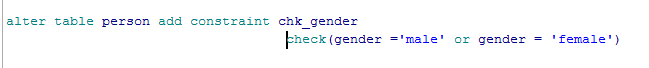 alter table person add constraint chk_gender
check(gender ='male' or gender = 'female')